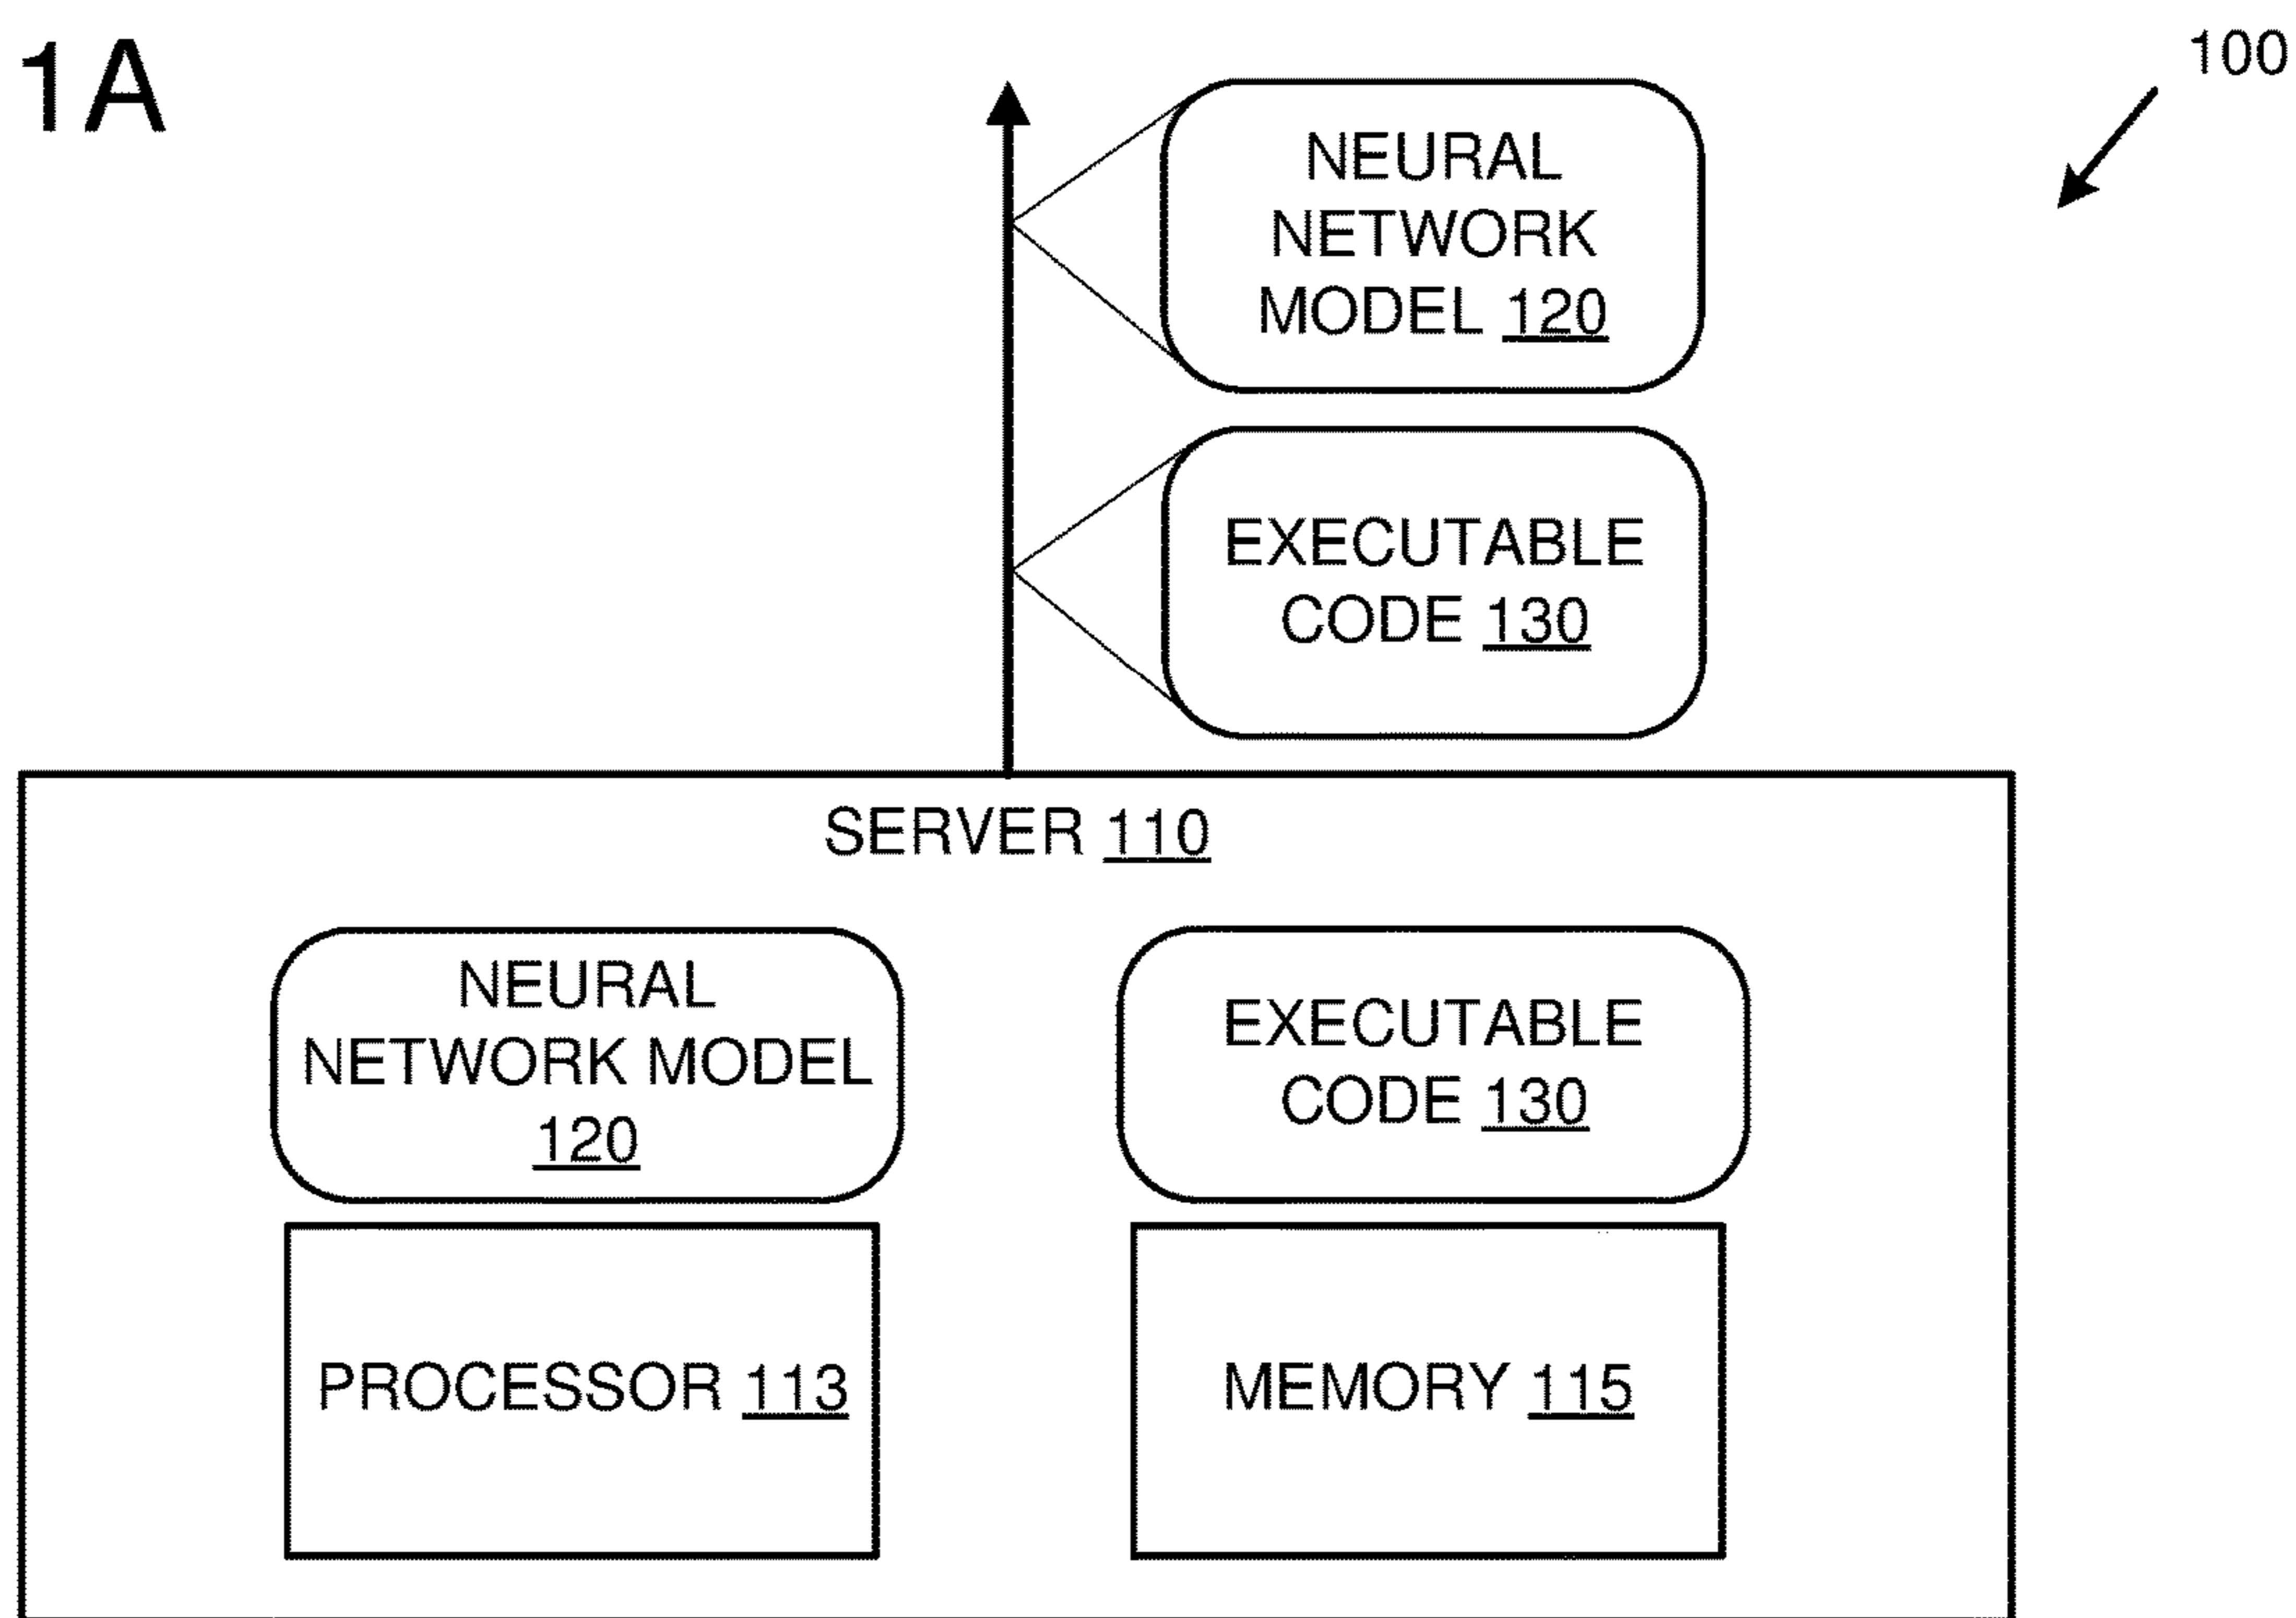 1A
100
NEURAL
NETWORK
MODEL 120
EXECUTABLE
CODE 130
SERVER 110
NEURAL
NETWORK MODEL
120
EXECUTABLE
CODE 130
PROCESSOR 113
MEMORY 115